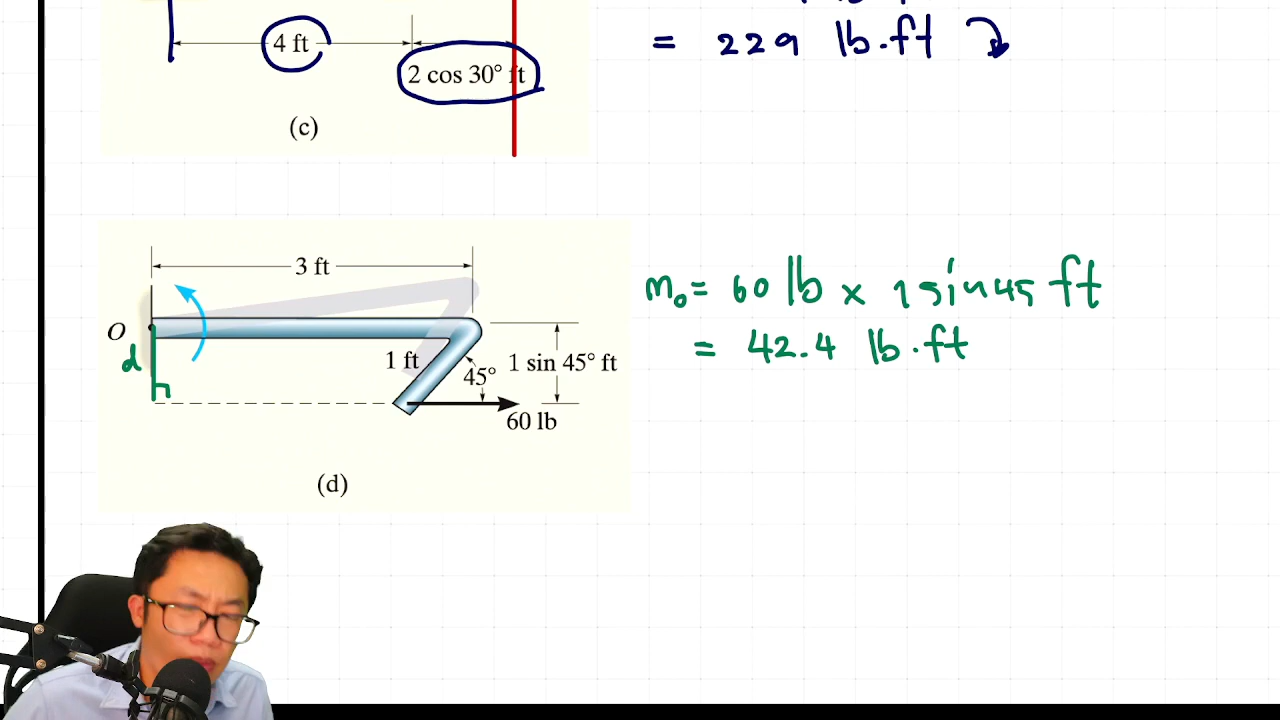 4 ft
= 229 lb.ft
2 cos 30° ft
(c)
3 ft
O
d
1 ft
45°
1 sin 45° ft
60 lb
(d)
mo = 60 lb x 1 sin 45 ft
= 42.4 lb.ft